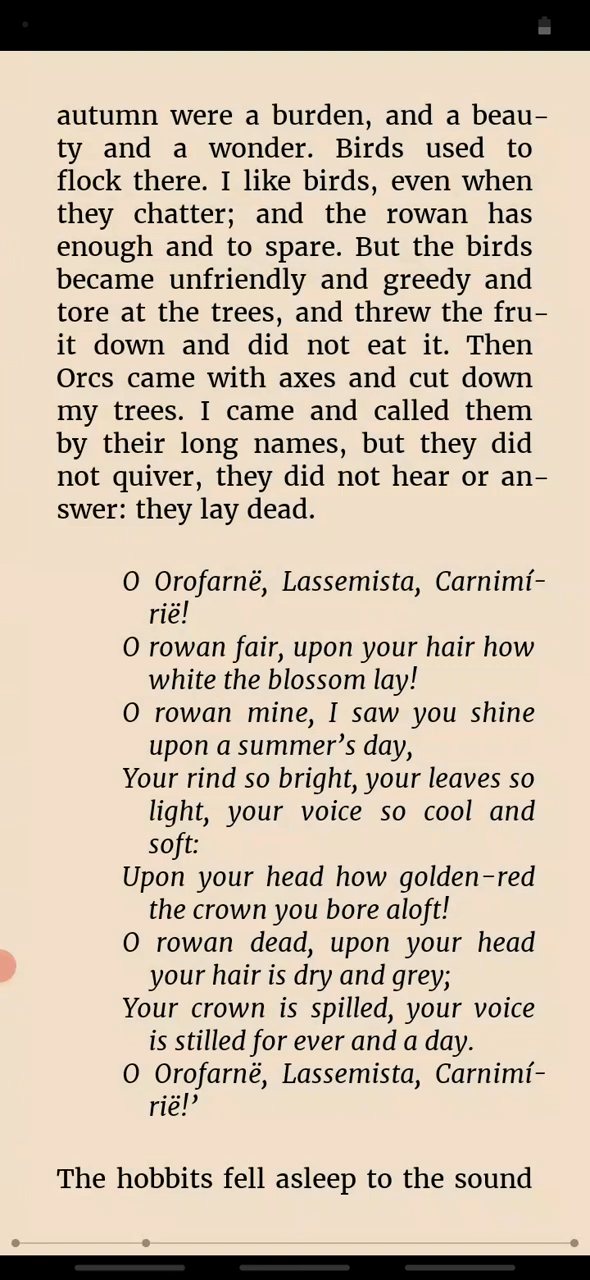 autumn were a burden, and a beau-
ty and a wonder. Birds used to
flock there. I like birds, even when
they chatter; and the rowan has
enough and to spare. But the birds
became unfriendly and greedy and
tore at the trees, and threw the fru-
it down and did not eat it. Then
Orcs came with axes and cut down
my trees. I came and called them
by their long names, but they did
not quiver, they did not hear or an-
swer: they lay dead.
O Orofarnë, Lassemista, Carnimí-
rië!
O rowan fair, upon your hair how
white the blossom lay!
O rowan mine, I saw you shine
upon a summer’s day,
Your rind so bright, your leaves so
light, your voice so cool and
soft:
Upon your head how golden-red
the crown you bore aloft!
O rowan dead, upon your head
your hair is dry and grey;
Your crown is spilled, your voice
is stilled for ever and a day.
O Orofarnë, Lassemista, Carnimí-
rië!’
The hobbits fell asleep to the sound